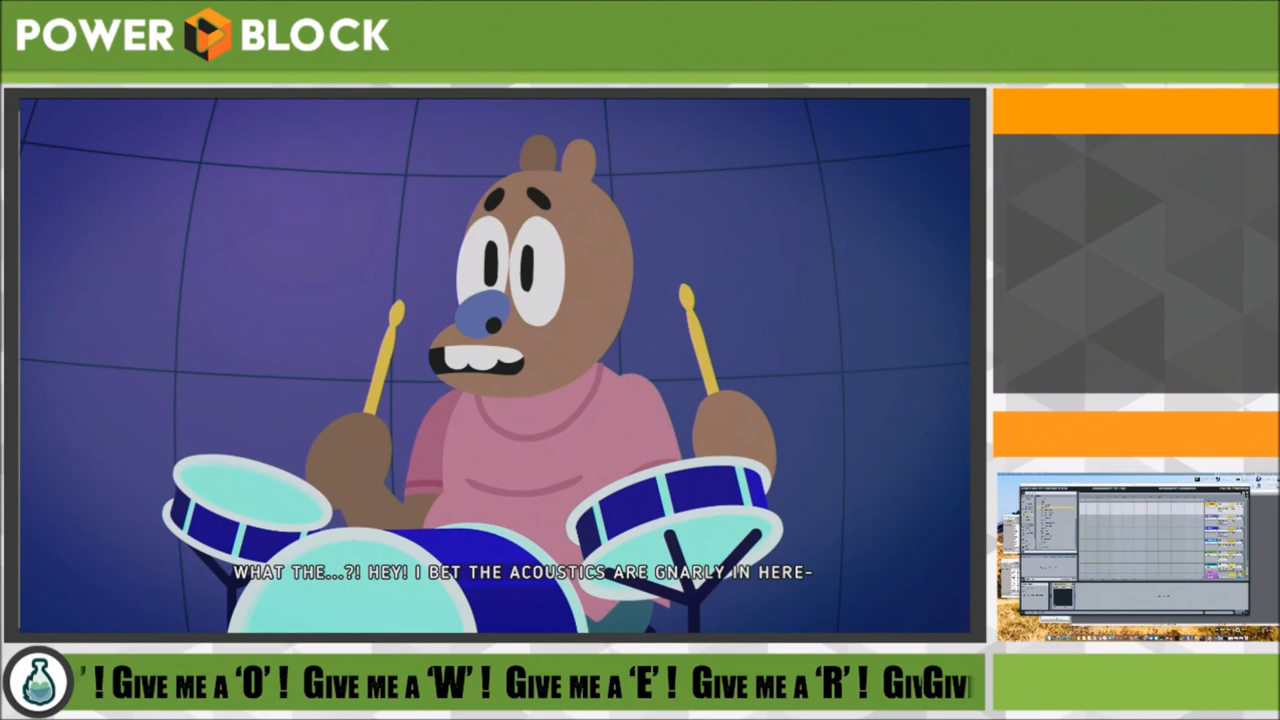 POWER BLOCK
WHAT THE...?! HEY! I BET THE ACOUSTICS ARE GNARLY IN HERE-
'! GIVE ME A ‘O’! GIVE ME A ‘W’! GIVE ME A ‘E’! GIVE ME A ‘R’! GIVGIV